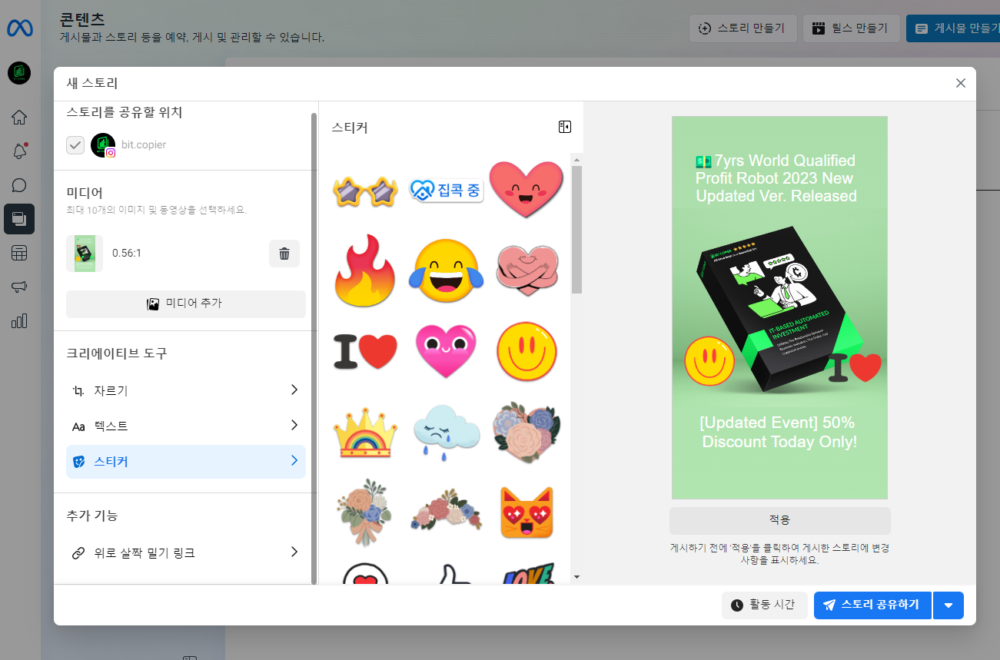 콘텐츠
게시물과 스토리 등을 예약, 게시 및 관리할 수 있습니다.
스토리 만들기
릴스 만들기
게시물 만들기
새 스토리
스토리를 공유할 위치
bit.copier
미디어
최대 10개의 이미지 및 동영상을 선택하세요.
0.56:1
미디어 추가
크리에이티브 도구
자르기
Aa 텍스트
스티커
추가 기능
위로 살짝 밀기 링크
스티커
집콕 중
I
LOVE
💵7yrs World Qualified
Profit Robot 2023 New
Updated Ver. Released
BIT COPIER
IT-BASED AUTOMATED
INVESTMENT
I
[Updated Event] 50%
Discount Today Only!
적용
게시하기 전에 '적용'을 클릭하여 게시한 스토리에 변경
사항을 표시하세요.
활동 시간
스토리 공유하기